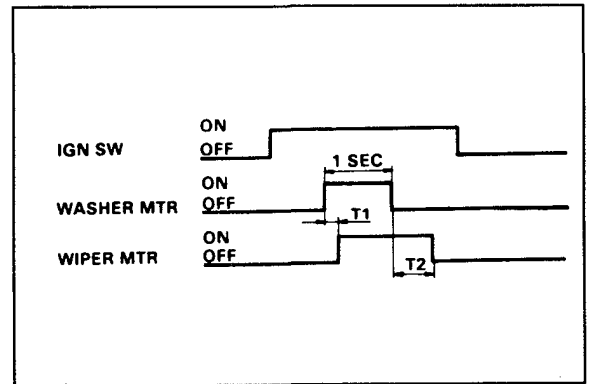 ON
IGN SW
OFF
1 SEC
ON
WASHER MTR
OFF
T1
ON
WIPER MTR
OFF
T2